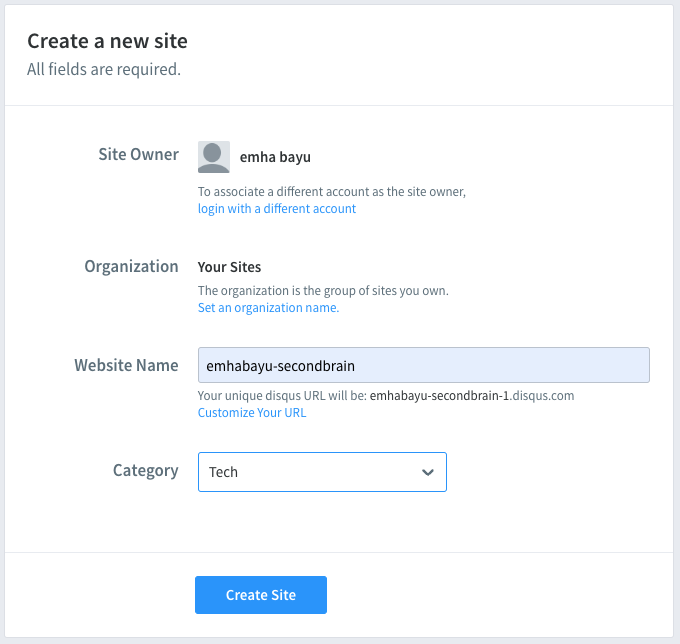 Create a new site
All fields are required.
Site Owner
emha bayu
To associate a different account as the site owner,
login with a different account
Organization
Your Sites
The organization is the group of sites you own.
Set an organization name.
Website Name
emhabayu-secondbrain
Your unique disqus URL will be: emhabayu-secondbrain-1.disqus.com
Customize Your URL
Category
Tech
Create Site